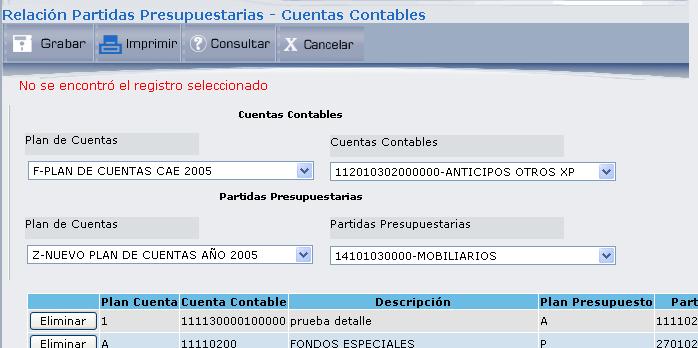 Relación Partidas Presupuestarias - Cuentas Contables
Grabar Imprimir Consultar Cancelar
No se encontró el registro seleccionado
Cuentas Contables
Plan de Cuentas Cuentas Contables
F-PLAN DE CUENTAS CAE 2005 112010302000000-ANTICIPOS OTROS XP
Partidas Presupuestarias
Plan de Cuentas Partidas Presupuestarias
Z-NUEVO PLAN DE CUENTAS AÑO 2005 14101030000-MOBILIARIOS
Plan Cuenta Cuenta Contable Descripción Plan Presupuesto Part
Eliminar 1 111130000100000 prueba detalle A 111102
Eliminar A 11110200 FONDOS ESPECIALES P 270102